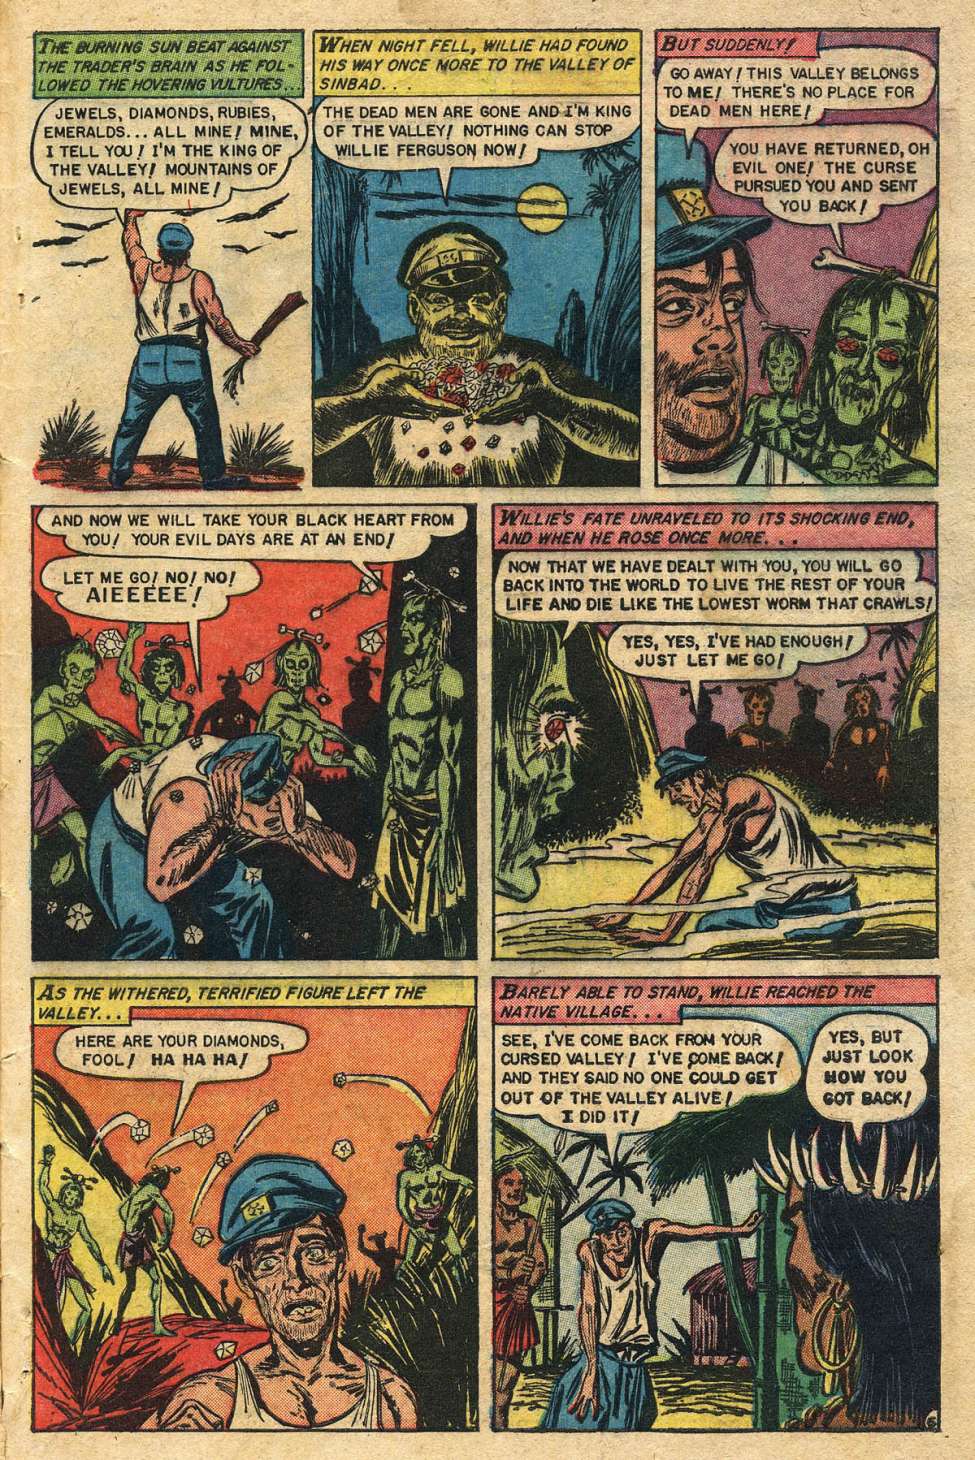 THE BURNING SUN BEAT AGAINST
THE TRADER'S BRAIN AS HE FOL-
LOWED THE HOVERING VULTURES...
JEWELS, DIAMONDS, RUBIES,
EMERALDS... ALL MINE! MINE,
I TELL YOU! I'M THE KING OF
THE VALLEY! MOUNTAINS OF
JEWELS, ALL MINE!
WHEN NIGHT FELL, WILLIE HAD FOUND
HIS WAY ONCE MORE TO THE VALLEY OF
SINBAD...
THE DEAD MEN ARE GONE AND I'M KING
OF THE VALLEY! NOTHING CAN STOP
WILLIE FERGUSON NOW!
BUT SUDDENLY!
GO AWAY! THIS VALLEY BELONGS
TO ME! THERE'S NO PLACE FOR
DEAD MEN HERE!
YOU HAVE RETURNED, OH
EVIL ONE! THE CURSE
PURSUED YOU AND SENT
YOU BACK!
AND NOW WE WILL TAKE YOUR BLACK HEART FROM
YOU! YOUR EVIL DAYS ARE AT AN END!
LET ME GO! NO! NO!
AIEEEEE!
WILLIE'S FATE UNRAVELED TO ITS SHOCKING END,
AND WHEN HE ROSE ONCE MORE...
NOW THAT WE HAVE DEALT WITH YOU, YOU WILL GO
BACK INTO THE WORLD TO LIVE THE REST OF YOUR
LIFE AND DIE LIKE THE LOWEST WORM THAT CRAWLS!
YES, YES, I'VE HAD ENOUGH!
JUST LET ME GO!
AS THE WITHERED, TERRIFIED FIGURE LEFT THE
VALLEY...
HERE ARE YOUR DIAMONDS,
FOOL! HA HA HA!
BARELY ABLE TO STAND, WILLIE REACHED THE
NATIVE VILLAGE...
SEE, I'VE COME BACK FROM YOUR
CURSED VALLEY! I'VE COME BACK!
AND THEY SAID NO ONE COULD GET
OUT OF THE VALLEY ALIVE!
I DID IT!
YES, BUT
JUST LOOK
HOW YOU
GOT BACK!
6